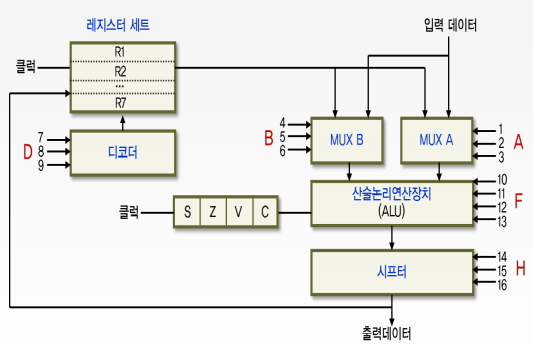 레지스터 세트
입력 데이터
클럭
R1
R2
...
R7
D
7
8
9
디코더
B
4
5
6
MUX B
MUX A
1
2
3
A
클럭
S Z V C
산술논리연산장치
(ALU)
10
11
12
13
F
시프터
14
15
16
H
출력데이터